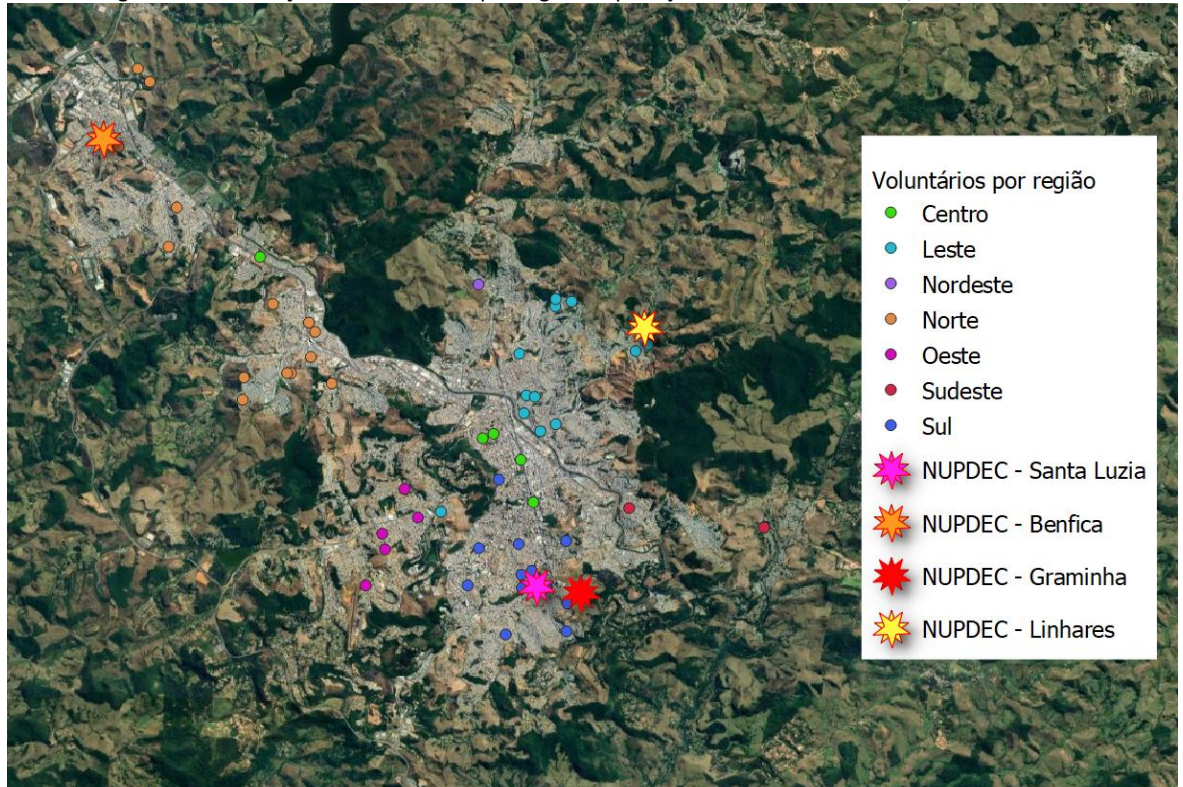 Voluntários por região
Centro
Leste
Nordeste
Norte
Oeste
Sudeste
Sul
NUPDEC - Santa Luzia
NUPDEC - Benfica
NUPDEC - Graminha
NUPDEC - Linhares